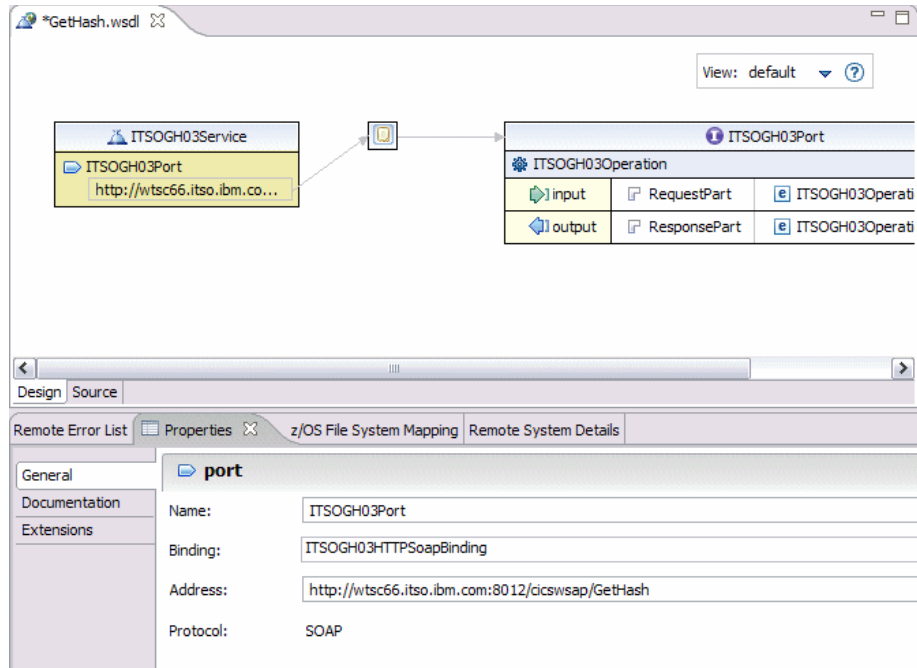 *GetHash.wsdl
View: default
ITSOGH03Service
ITSOGH03Port
ITSOGH03Port
ITSOGH03Operation
http://wtsc66.itso.ibm.co...
input RequestPart e ITSOGH03Operati
output ResponsePart e ITSOGH03Operati
Design Source
Remote Error List Properties z/OS File System Mapping Remote System Details
General port
Documentation
Name: ITSOGH03Port
Extensions
Binding: ITSOGH03HTTPSoapBinding
Address: http://wtsc66.itso.ibm.com:8012/cicswsap/GetHash
Protocol: SOAP